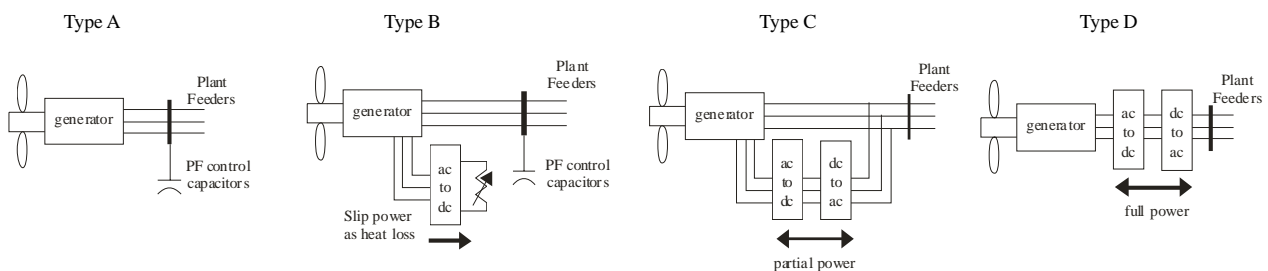 Type A
Type B
Type C
Type D
generator
Plant
Feeders
PF control
capacitors
generator
Plant
Feeders
ac
to
dc
PF control
capacitors
Slip power
as heat loss
generator
Plant
Feeders
ac
to
dc
dc
to
ac
partial power
generator
ac
to
dc
dc
to
ac
Plant
Feeders
full power